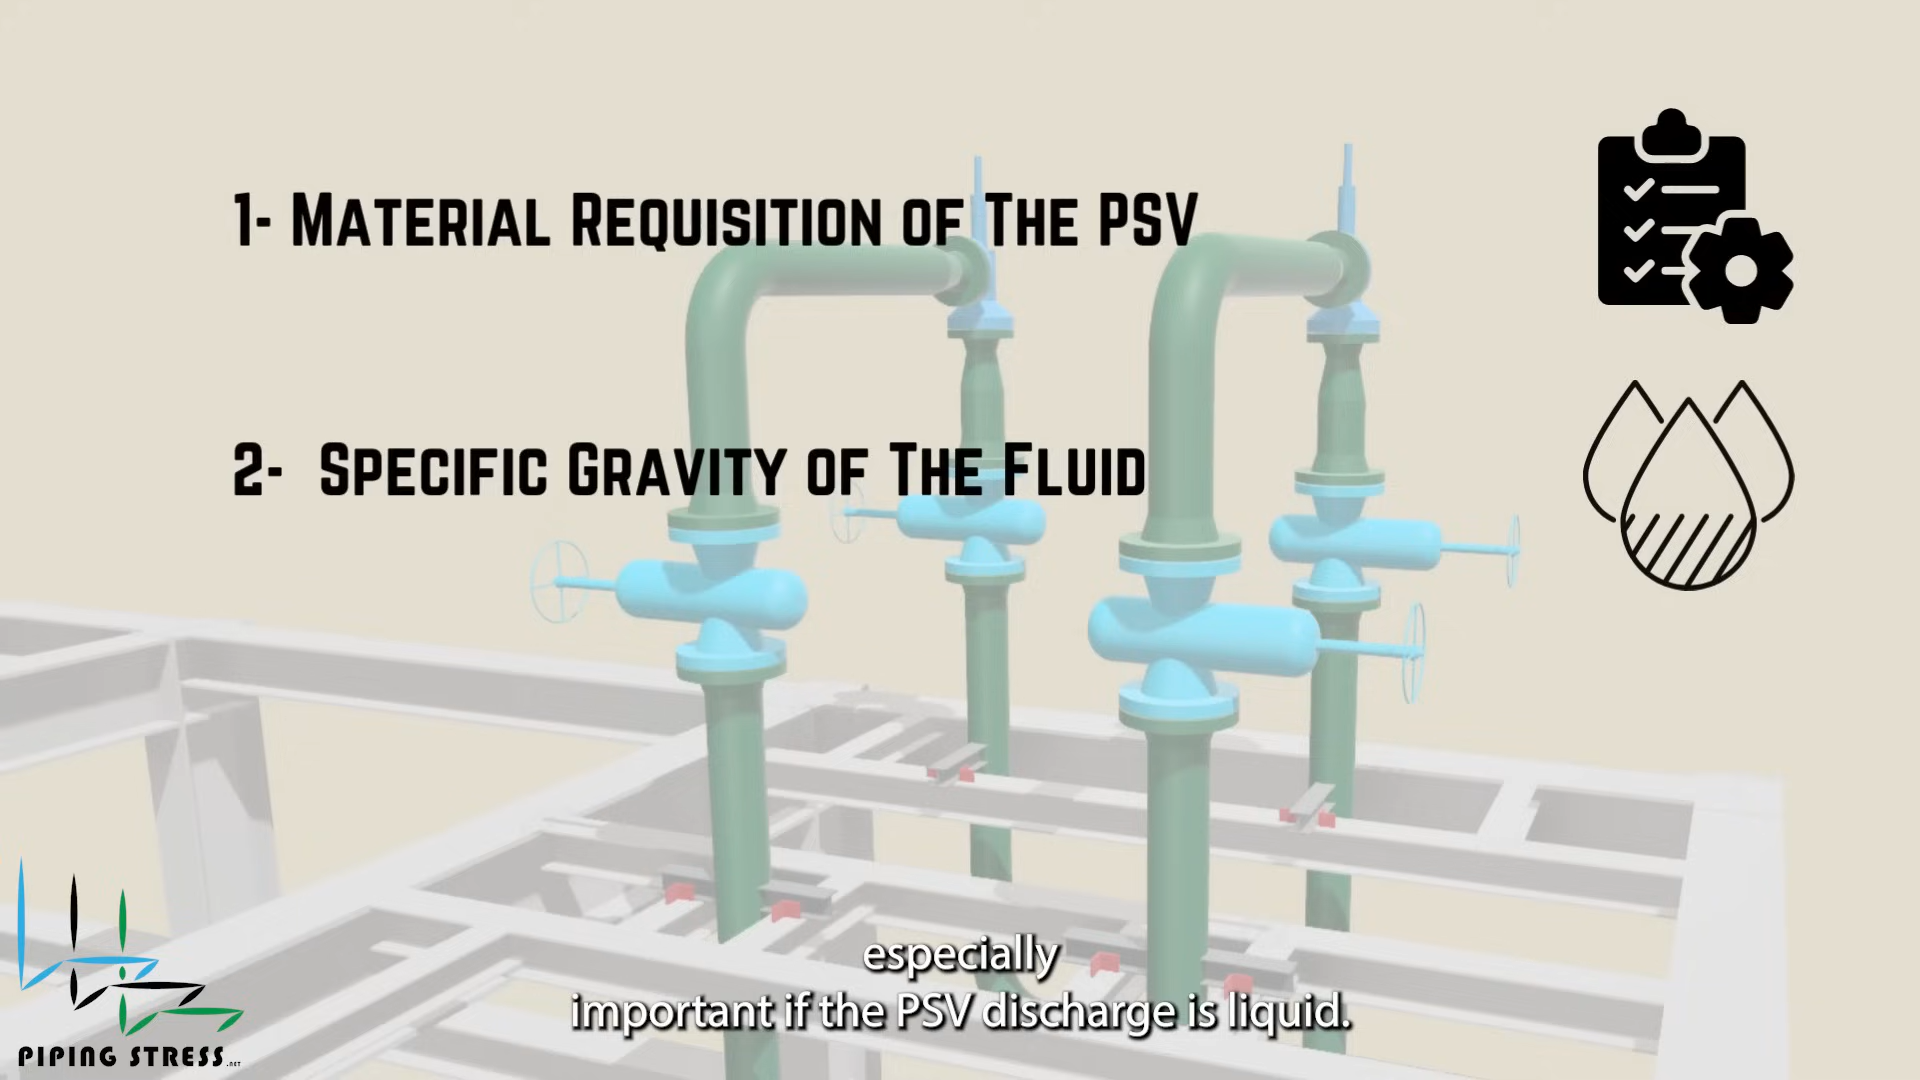 1- Material Requisition of The PSV
2- Specific Gravity of The Fluid
especially
important if the PSV discharge is liquid.
PIPING STRESS.NET